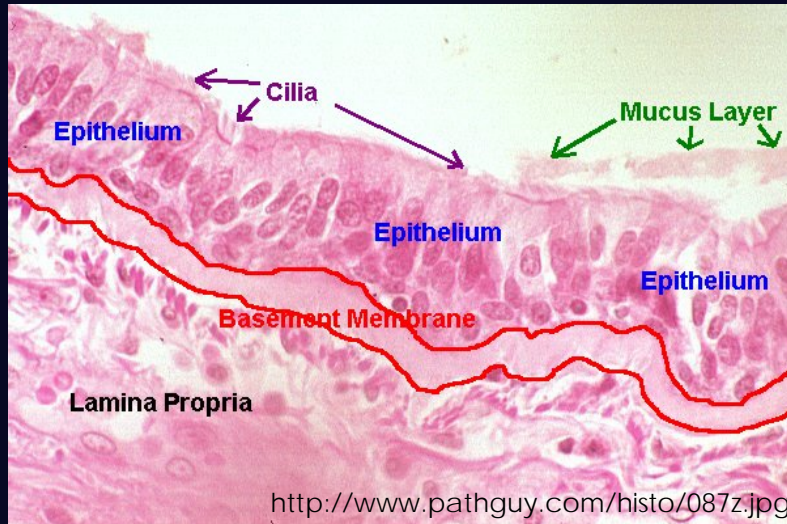 Cilia
Mucus Layer
Epithelium
Epithelium
Epithelium
Basement Membrane
Lamina Propria
http://www.pathguy.com/histo/087z.jpg